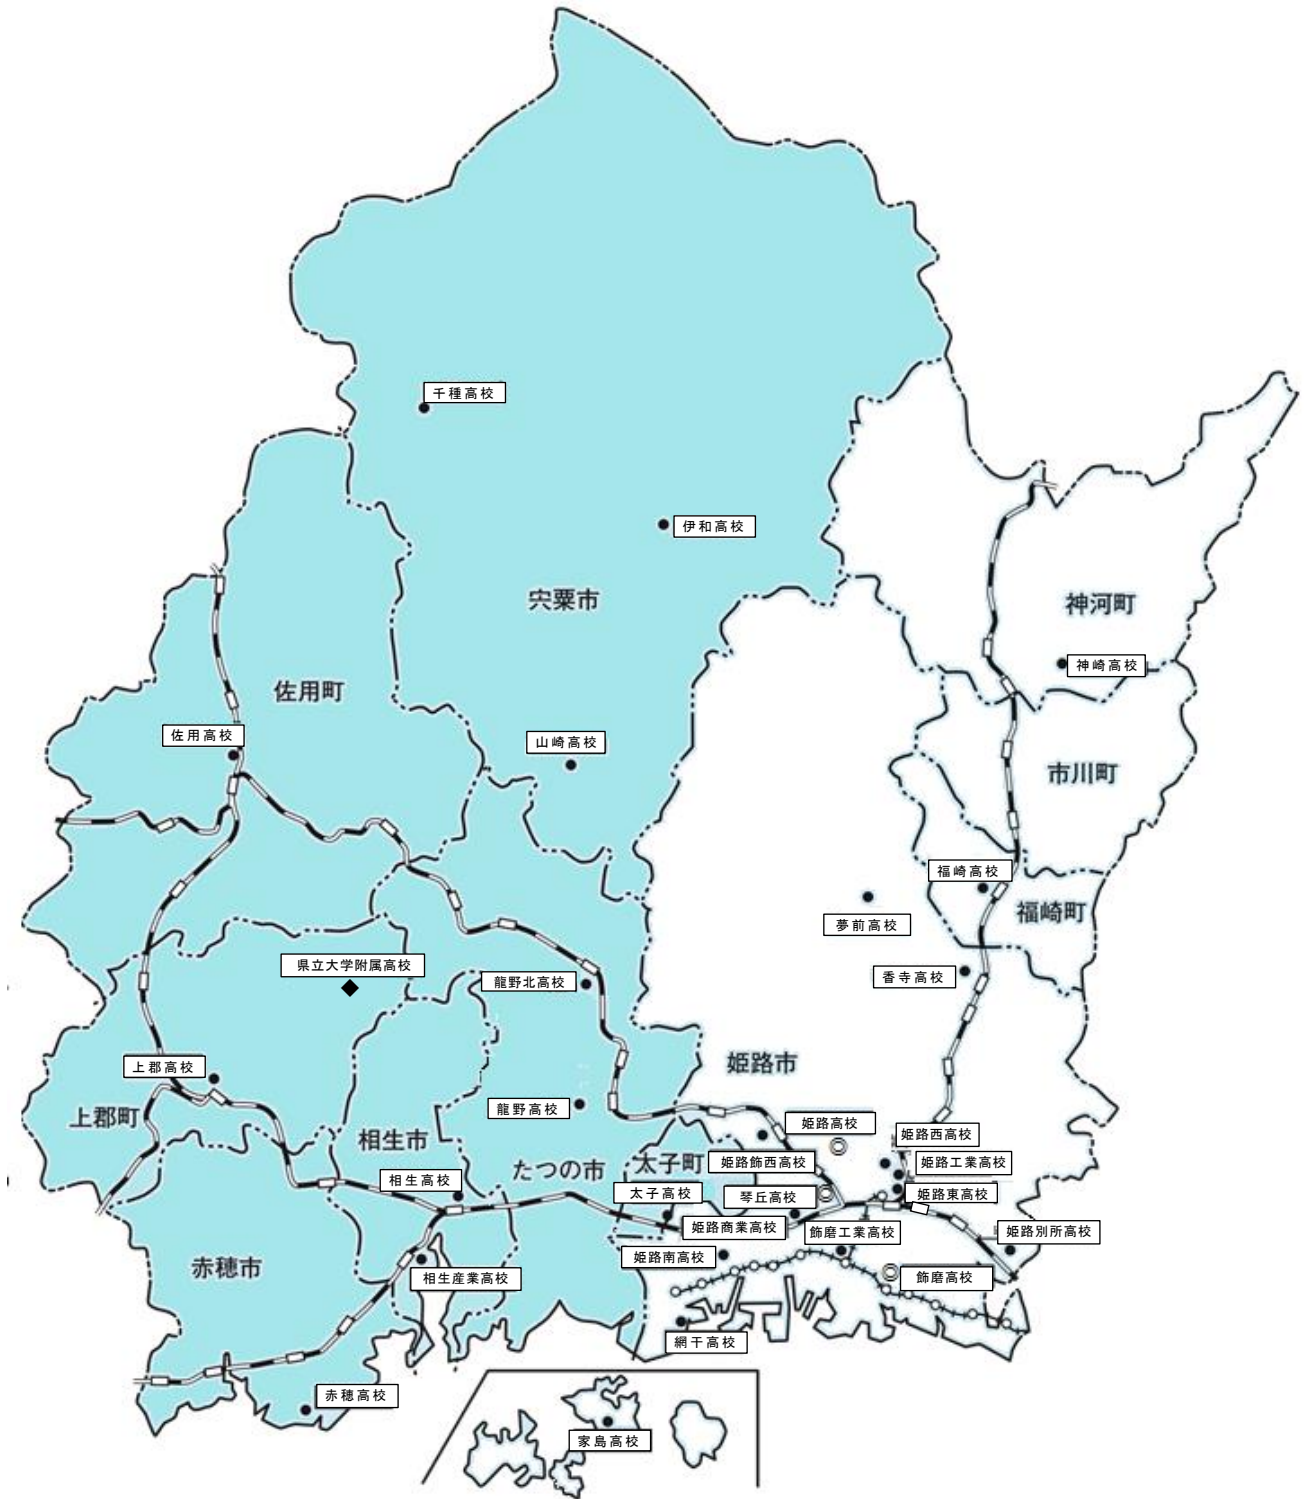 千種高校
伊和高校
宍粟市
神河町
神崎高校
佐用町
佐用高校
山崎高校
市川町
福崎高校
夢前高校
福崎町
県立大学附属高校
龍野北高校
香寺高校
姫路市
上郡高校
龍野高校
上郡町
相生市
姫路高校
姫路西高校
たつの市
太子町
姫路飾西高校
姫路工業高校
相生高校
太子高校
琴丘高校
姫路東高校
姫路商業高校
飾磨工業高校
姫路別所高校
赤穂市
姫路南高校
相生産業高校
飾磨高校
網干高校
赤穂高校
家島高校